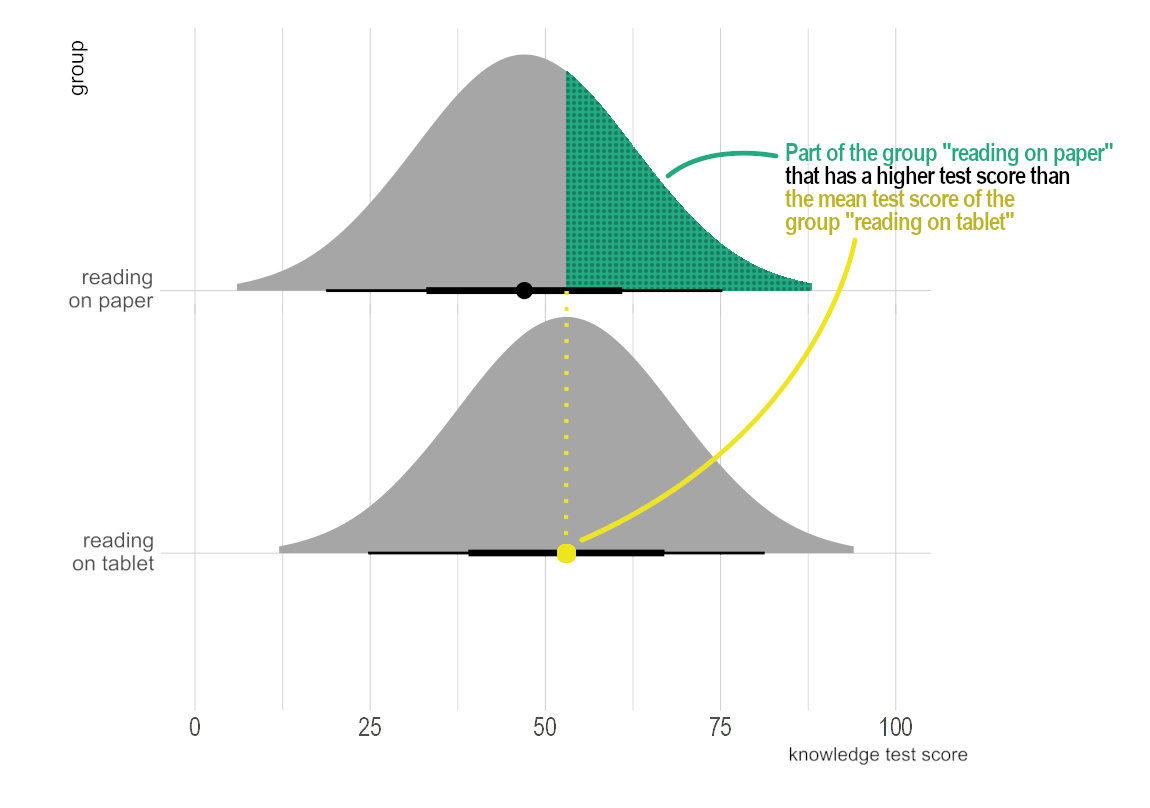 group
Part of the group "reading on paper"
that has a higher test score than
the mean test score of the
group "reading on tablet"
reading
on paper
reading
on tablet
0 25 50 75 100
knowledge test score